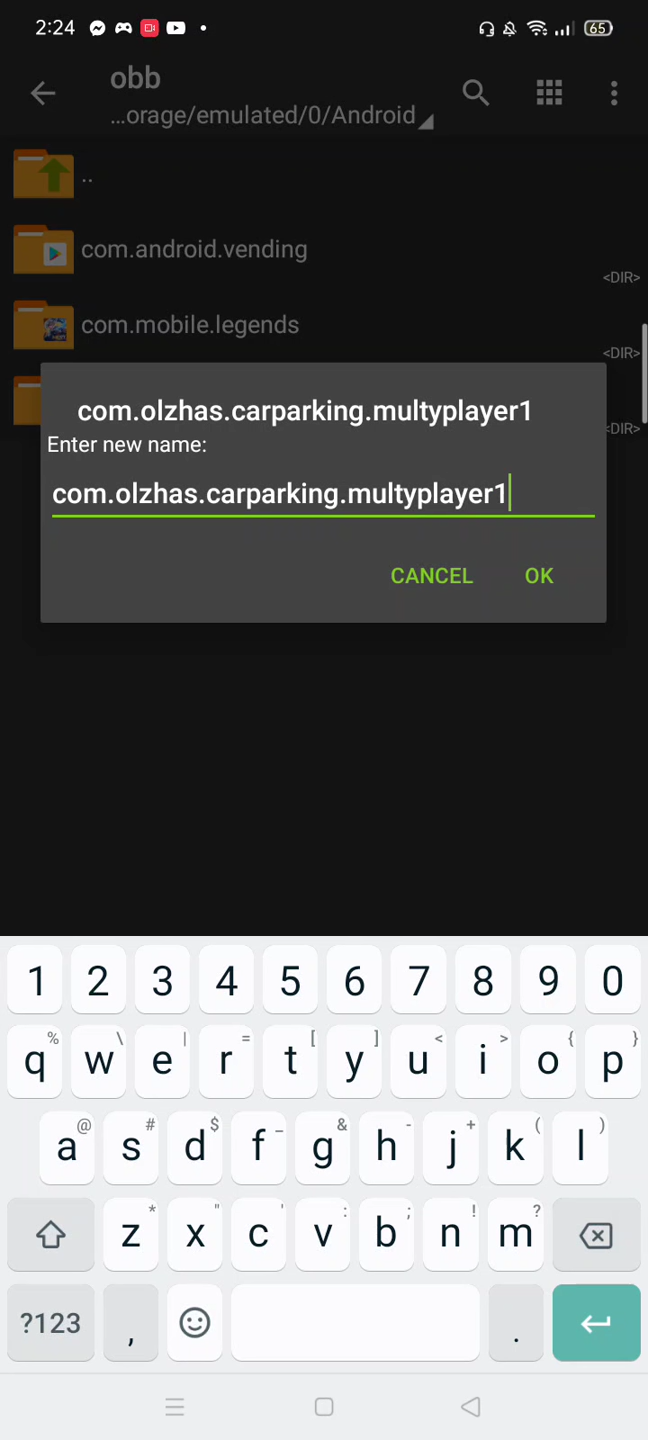 2:24
65
obb
...orage/emulated/0/Android
..
com.android.vending
<DIR>
com.mobile.legends
<DIR>
com.olzhas.carparking.multyplayer1
<DIR>
Enter new name:
com.olzhas.carparking.multyplayer1
CANCEL OK
1 2 3 4 5 6 7 8 9 0
% \ | = [ ] < > { }
q w e r t y u i o p
@ # $ _ & - + ( )
a s d f g h j k l
* " ' : ; ! ?
z x c v b n m
?123 , .